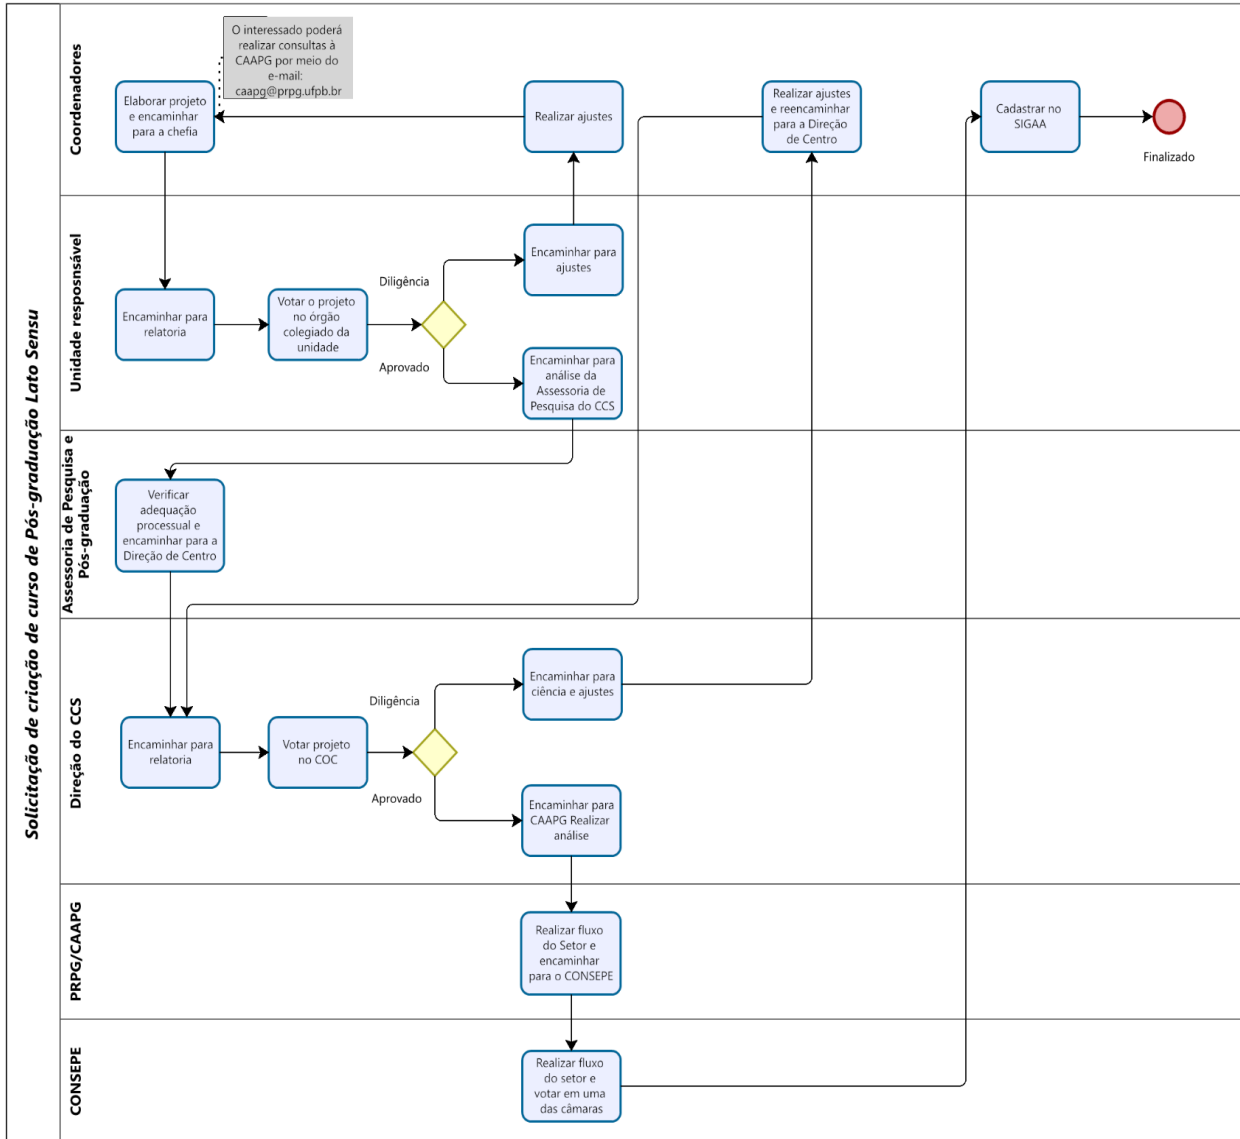 Solicitação de criação de curso de Pós-graduação Lato Sensu
Coordenadores
O interessado poderá
realizar consultas à
CAAPG por meio do
e-mail:
caapg@prpg.ufpb.br
Elaborar projeto
e encaminhar
para a chefia
Realizar ajustes
Realizar ajustes
e reencaminhar
para a Direção
de Centro
Cadastrar no
SIGAA
Finalizado
Unidade resposnsável
Encaminhar para
relatoria
Votar o projeto
no órgão
colegiado da
unidade
Diligência
Aprovado
Encaminhar para
ajustes
Encaminhar para
análise da
Assessoria de
Pesquisa do CCS
Assessoria de Pesquisa e
Pós-graduação
Verificar
adequação
processual e
encaminhar para a
Direção de Centro
Direção do CCS
Encaminhar para
relatoria
Votar projeto
no COC
Diligência
Aprovado
Encaminhar para
ciência e ajustes
Encaminhar para
CAAPG Realizar
análise
PRPG/CAAPG
Realizar fluxo
do Setor e
encaminhar
para o CONSEPE
CONSEPE
Realizar fluxo
do setor e
votar em uma
das câmaras